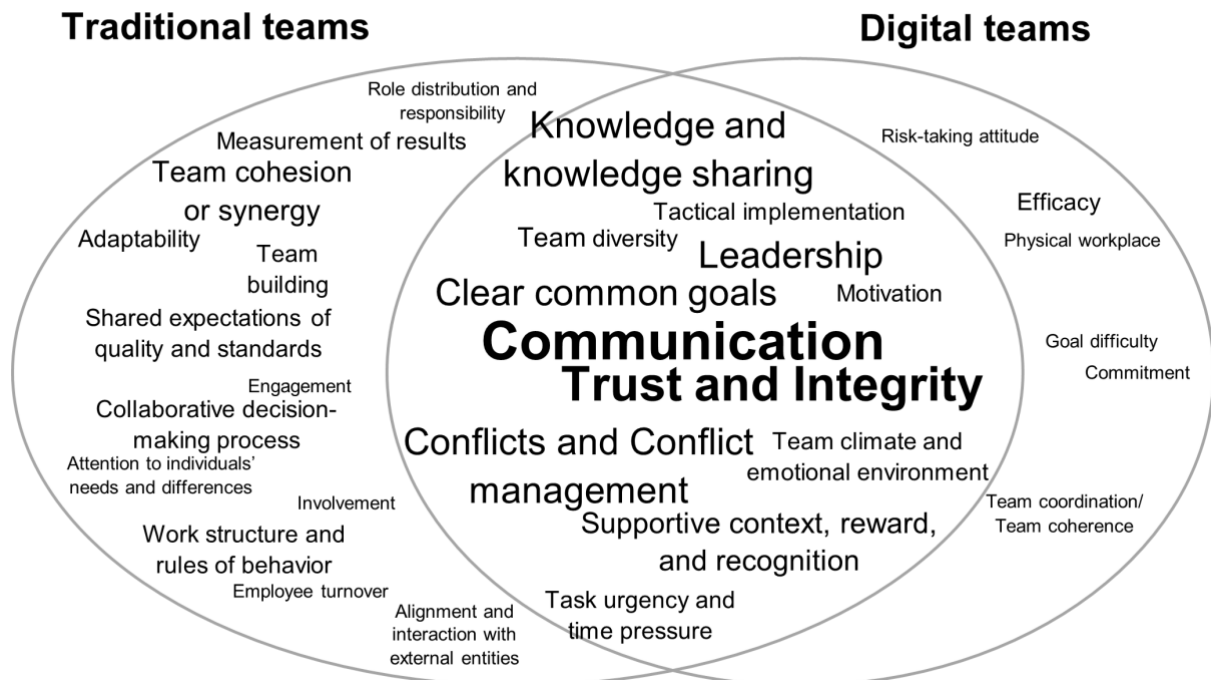 Traditional teams
Digital teams
Role distribution and
responsibility
Measurement of results
Team cohesion
or synergy
Adaptability
Team
building
Shared expectations of
quality and standards
Engagement
Collaborative decision-
making process
Attention to individuals’
needs and differences
Involvement
Work structure and
rules of behavior
Employee turnover
Alignment and
interaction with
external entities
Knowledge and
knowledge sharing
Tactical implementation
Team diversity
Leadership
Clear common goals
Motivation
Communication
Trust and Integrity
Conflicts and Conflict
management
Team climate and
emotional environment
Supportive context, reward,
and recognition
Task urgency and
time pressure
Risk-taking attitude
Efficacy
Physical workplace
Goal difficulty
Commitment
Team coordination/
Team coherence